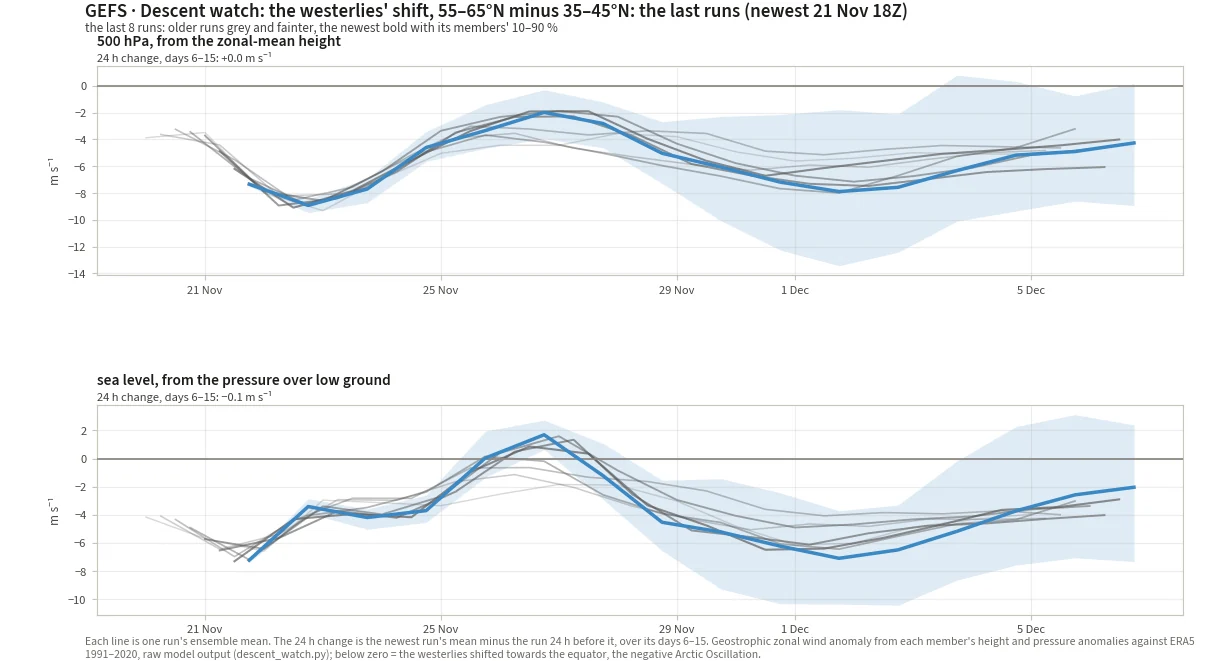 GEFS · Descent watch: the westerlies' shift, 55–65°N minus 35–45°N: the last runs (newest 21 Nov 18Z)
the last 8 runs: older runs grey and fainter, the newest bold with its members' 10–90 %
500 hPa, from the zonal-mean height
24 h change, days 6–15: +0.0 m s⁻¹
0
−2
−4
−6
−8
−10
−12
−14
m s⁻¹
21 Nov 25 Nov 29 Nov 1 Dec 5 Dec
sea level, from the pressure over low ground
24 h change, days 6–15: −0.1 m s⁻¹
2
0
−2
−4
−6
−8
−10
m s⁻¹
21 Nov 25 Nov 29 Nov 1 Dec 5 Dec
Each line is one run's ensemble mean. The 24 h change is the newest run's mean minus the run 24 h before it, over its days 6–15. Geostrophic zonal wind anomaly from each member's height and pressure anomalies against ERA5
1991–2020, raw model output (descent_watch.py); below zero = the westerlies shifted towards the equator, the negative Arctic Oscillation.